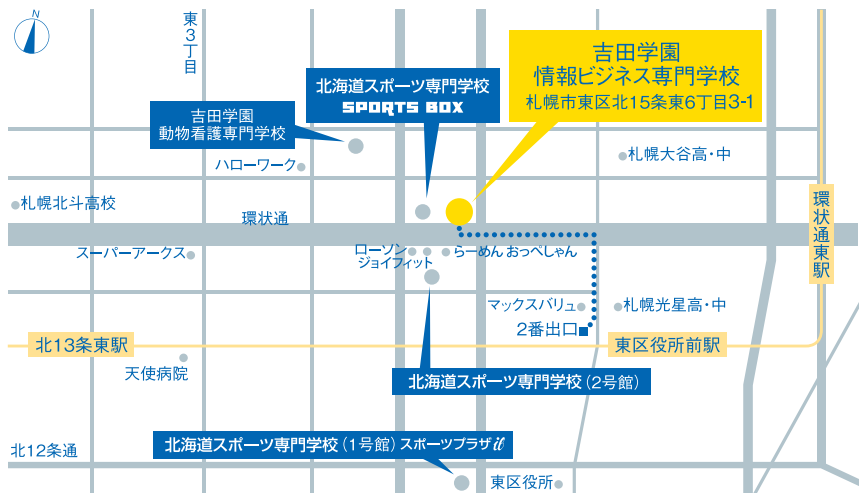 N
東3丁目
吉田学園
情報ビジネス専門学校
札幌市東区北15条東6丁目3-1
北海道スポーツ専門学校
SPORTS BOX
吉田学園
動物看護専門学校
ハローワーク
札幌大谷高・中
札幌北斗高校
環状通
環状通東駅
スーパーアークス
ローソン
ジョイフィット
らーめん おっぺしゃん
マックスバリュ
札幌光星高・中
2番出口
北13条東駅
東区役所前駅
天使病院
北海道スポーツ専門学校(2号館)
北海道スポーツ専門学校(1号館)スポーツプラザil
北12条通
東区役所